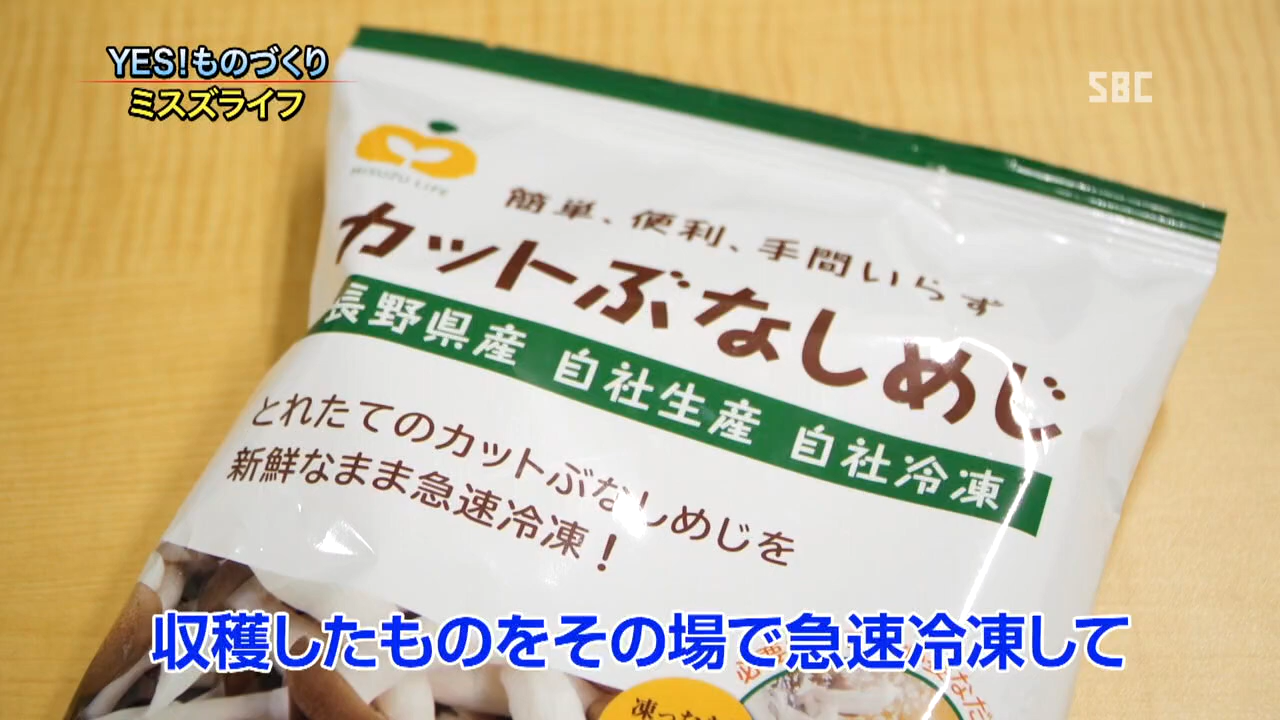 YES!ものづくり
ミスズライフ
SBC
MISUZU LIFE
簡単、便利、手間いらず
カットぶなしめじ
長野県産 自社生産 自社冷凍
とれたてのカットぶなしめじを
新鮮なまま急速冷凍!
収穫したものをその場で急速冷凍して